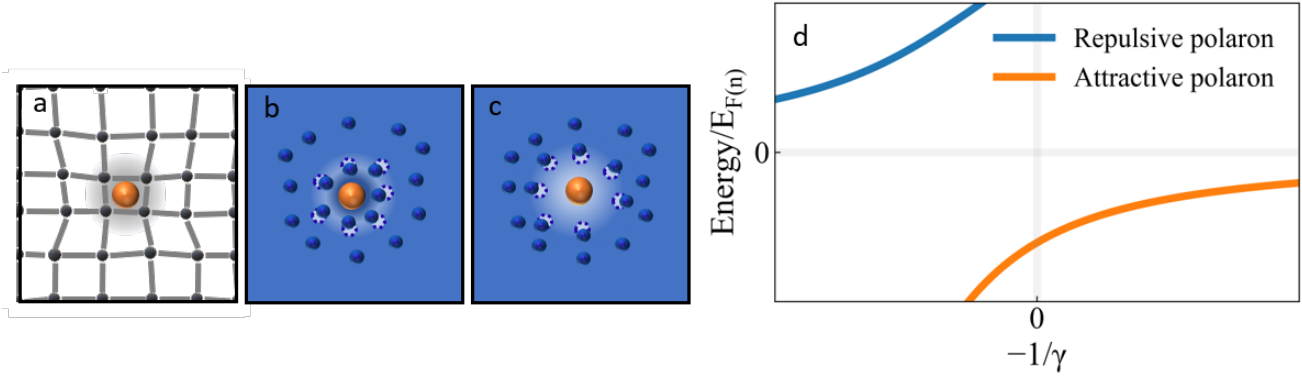 a
b
c
d
Repulsive polaron
Attractive polaron
Energy/E_F(n)
0
0
−1/γ